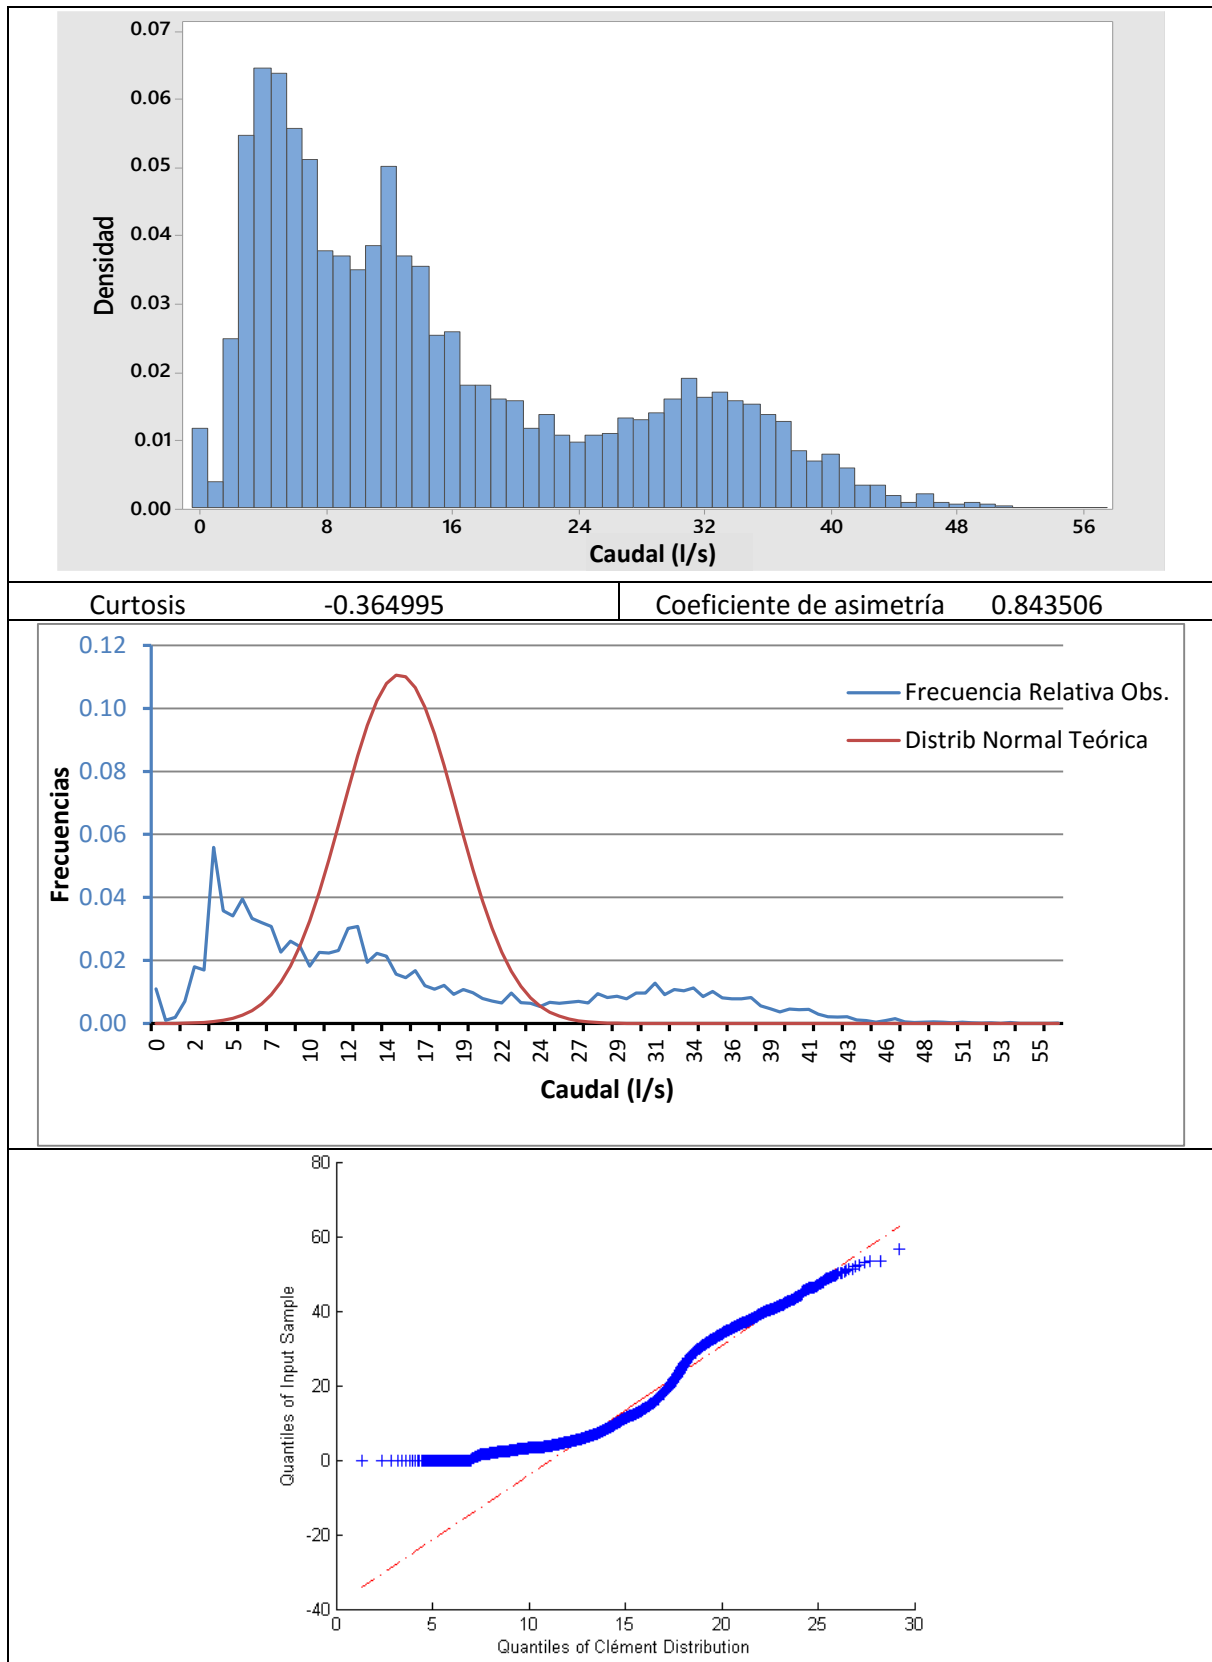 0.07
0.06
0.05
0.04
0.03
0.02
0.01
0.00
Densidad
0 8 16 24 32 40 48 56
Caudal (l/s)
Curtosis -0.364995 Coeficiente de asimetría 0.843506
0.12
0.10
0.08
0.06
0.04
0.02
0.00
Frecuencias
Frecuencia Relativa Obs.
Distrib Normal Teórica
0 2 5 7 10 12 14 17 19 22 24 27 29 31 34 36 39 41 43 46 48 51 53 55
Caudal (l/s)
80
60
40
20
0
-20
-40
Quantiles of Input Sample
0 5 10 15 20 25 30
Quantiles of Clément Distribution